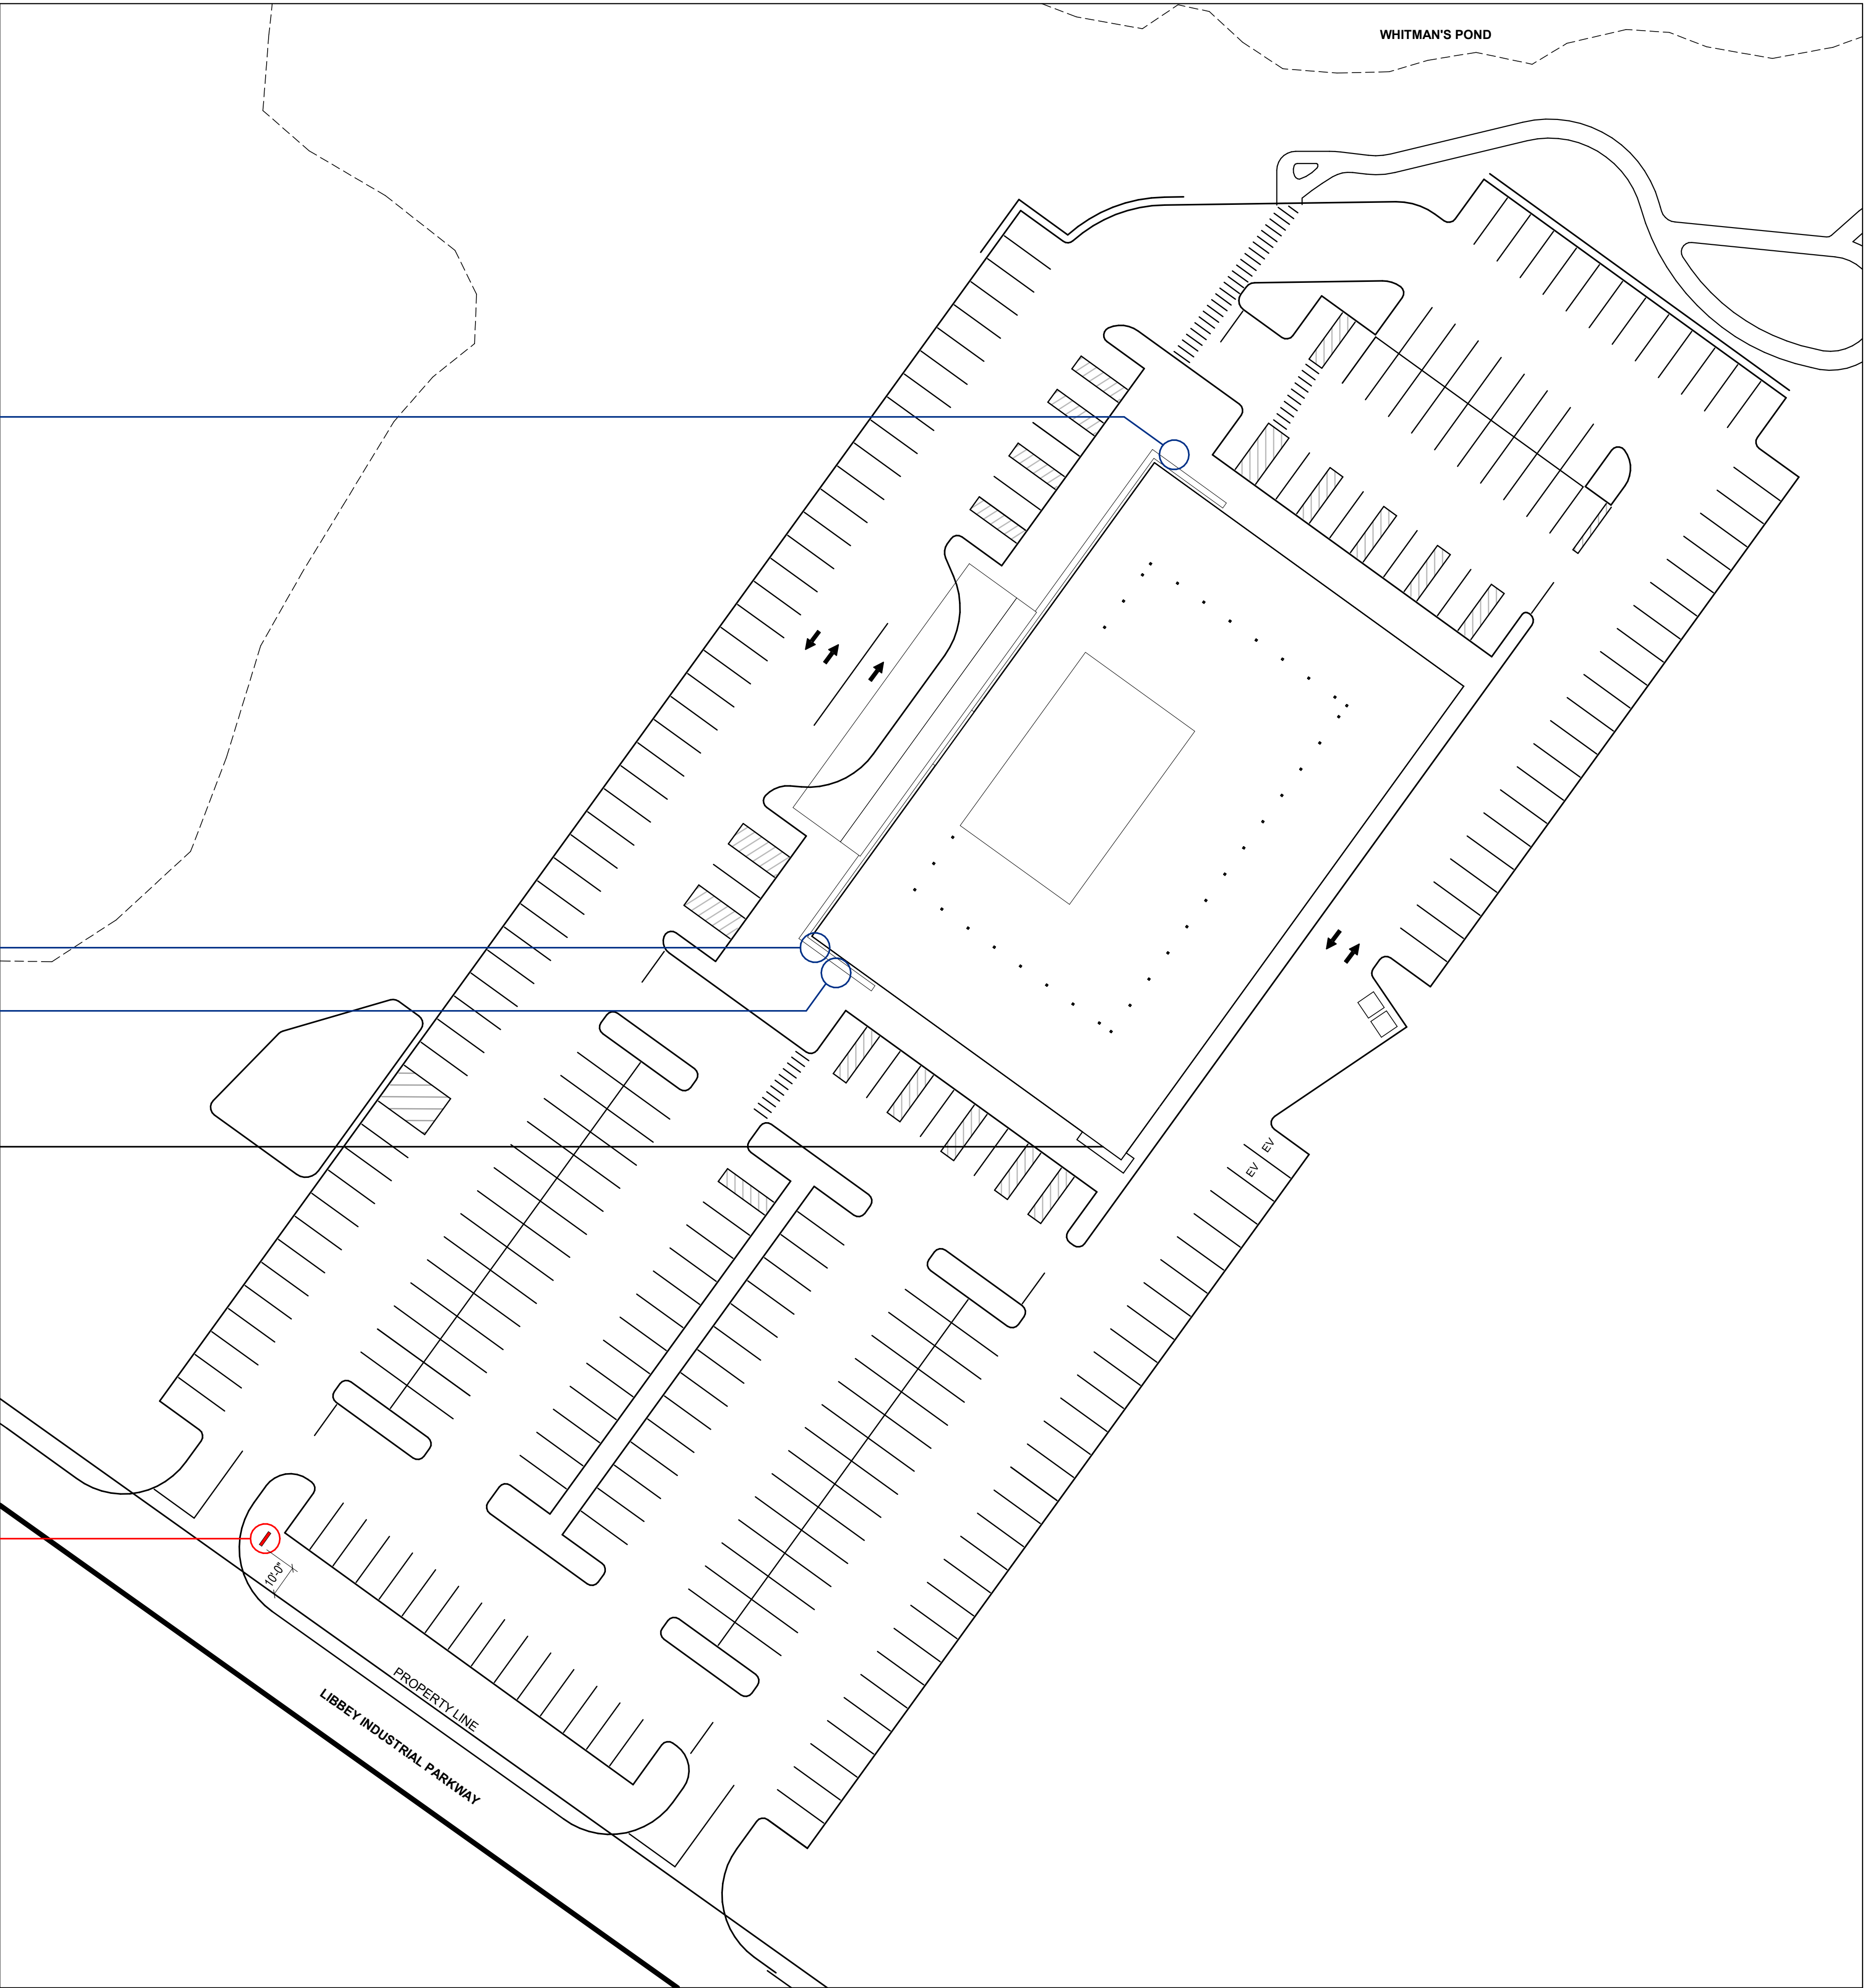 WHITMAN'S POND
EV
EV
10'-0"
PROPERTY LINE
LIBBEY INDUSTRIAL PARKWAY